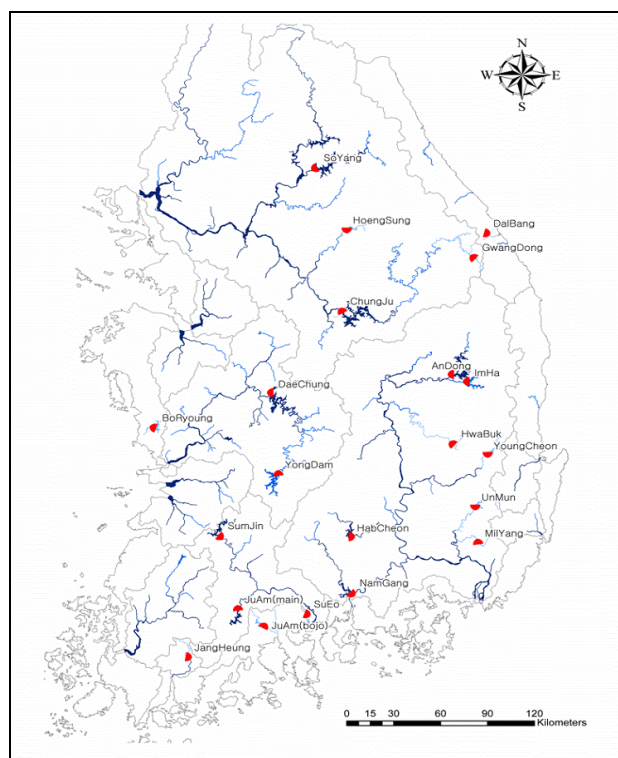 N
W E
S
SoYang
HoengSung
DalBang
GwangDong
ChungJu
AnDong
ImHa
DaeChung
BoRyoung
HwaBuk
YoungCheon
YongDam
UnMun
SumJin
HabCheon
MilYang
NamGang
JuAm(main)
SuEo
JuAm(bojo)
JangHeung
0 15 30 60 90 120
Kilometers